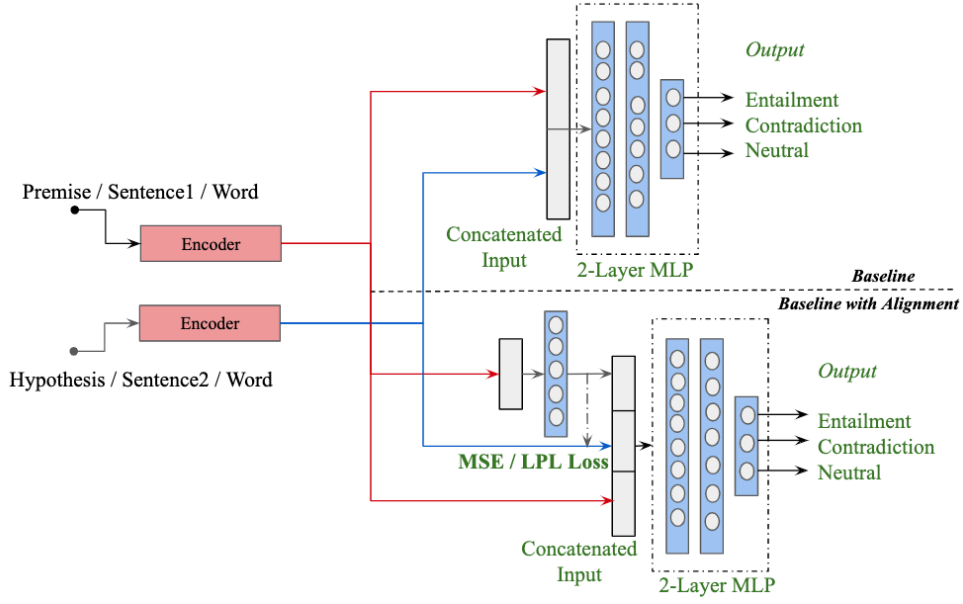 Output
Entailment
Contradiction
Neutral
Premise / Sentence1 / Word
Encoder
Concatenated
Input
2-Layer MLP
Baseline
Baseline with Alignment
Encoder
Hypothesis / Sentence2 / Word
Output
Entailment
Contradiction
Neutral
MSE / LPL Loss
Concatenated
Input
2-Layer MLP